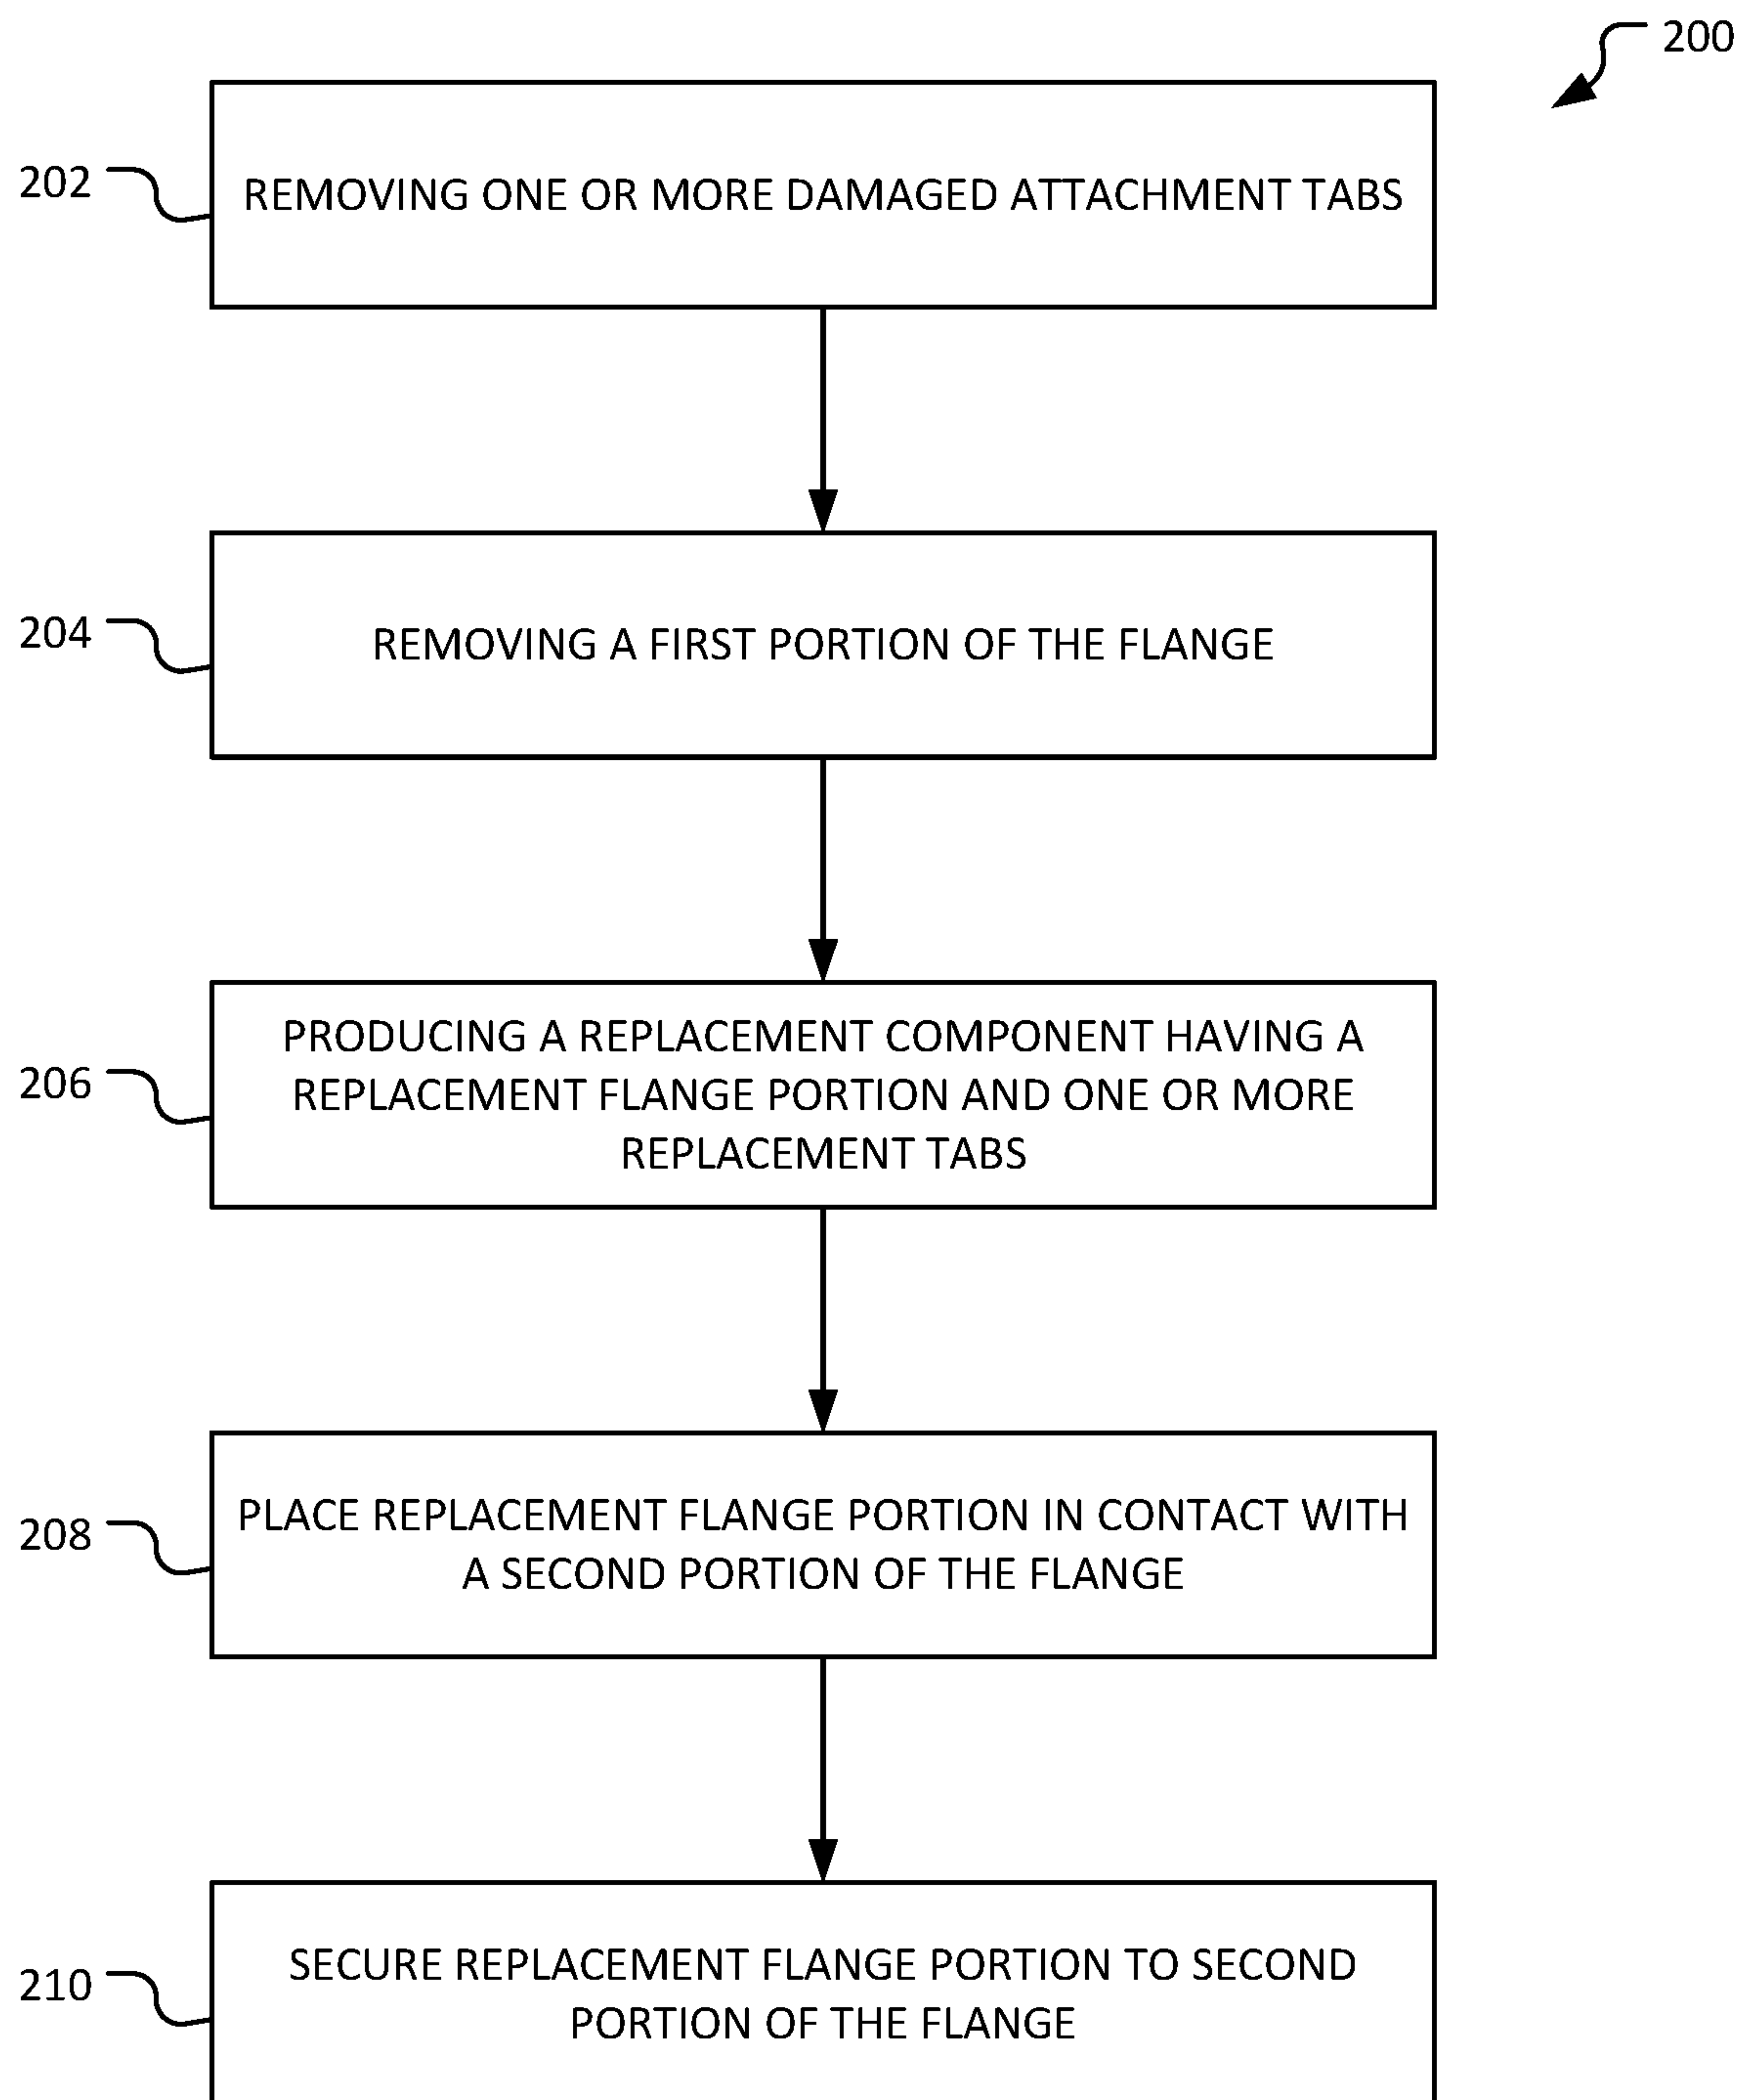 200
202
REMOVING ONE OR MORE DAMAGED ATTACHMENT TABS
204
REMOVING A FIRST PORTION OF THE FLANGE
206
PRODUCING A REPLACEMENT COMPONENT HAVING A
REPLACEMENT FLANGE PORTION AND ONE OR MORE
REPLACEMENT TABS
208
PLACE REPLACEMENT FLANGE PORTION IN CONTACT WITH
A SECOND PORTION OF THE FLANGE
210
SECURE REPLACEMENT FLANGE PORTION TO SECOND
PORTION OF THE FLANGE